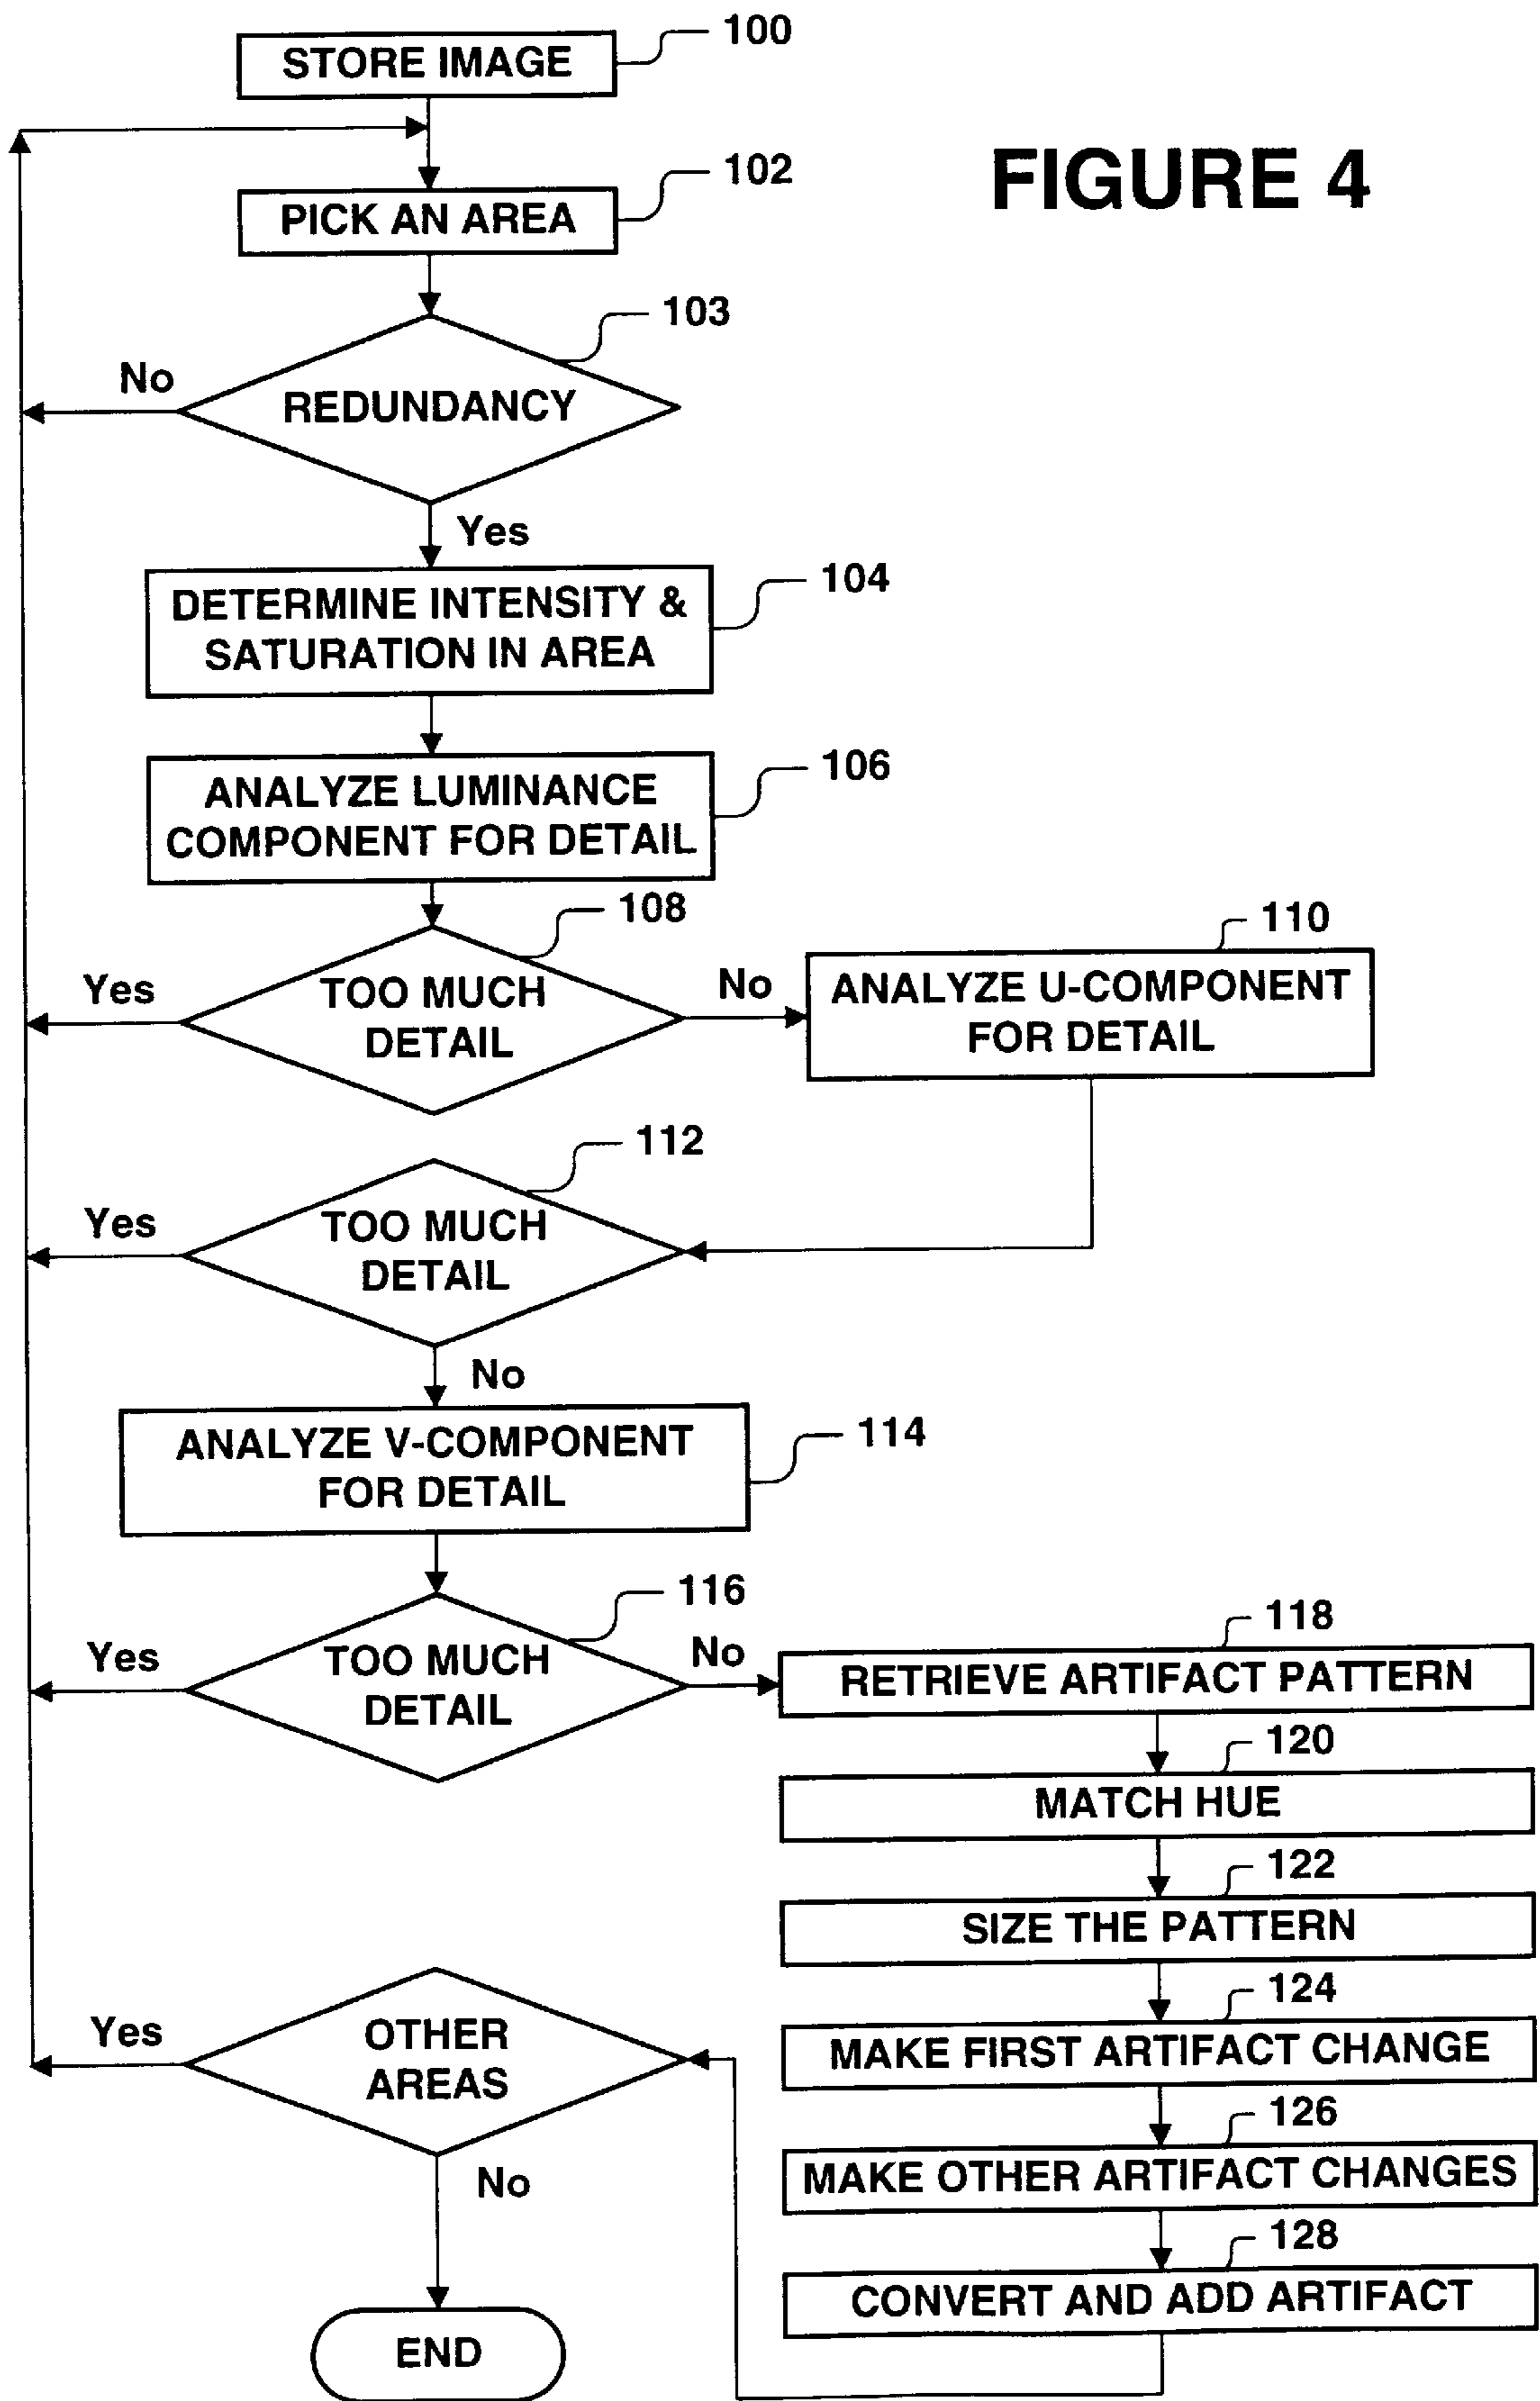 100
STORE IMAGE
FIGURE 4
102
PICK AN AREA
103
No
REDUNDANCY
Yes
104
DETERMINE INTENSITY &
SATURATION IN AREA
106
ANALYZE LUMINANCE
COMPONENT FOR DETAIL
108
Yes
TOO MUCH
DETAIL
No
110
ANALYZE U-COMPONENT
FOR DETAIL
112
Yes
TOO MUCH
DETAIL
No
114
ANALYZE V-COMPONENT
FOR DETAIL
116
Yes
TOO MUCH
DETAIL
No
118
RETRIEVE ARTIFACT PATTERN
120
MATCH HUE
122
SIZE THE PATTERN
124
MAKE FIRST ARTIFACT CHANGE
126
MAKE OTHER ARTIFACT CHANGES
128
CONVERT AND ADD ARTIFACT
Yes
OTHER
AREAS
No
END